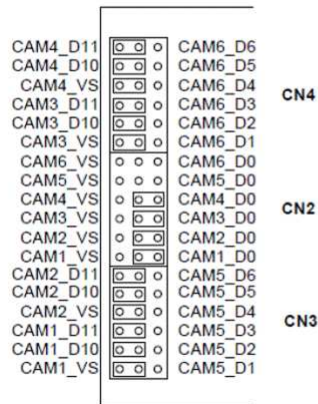 CAM4_D11 CAM6_D6
CAM4_D10 CAM6_D5
CAM4_VS CAM6_D4
CN4
CAM3_D11 CAM6_D3
CAM3_D10 CAM6_D2
CAM3_VS CAM6_D1
CAM6_VS CAM6_D0
CAM5_VS CAM5_D0
CAM4_VS CAM4_D0
CN2
CAM3_VS CAM3_D0
CAM2_VS CAM2_D0
CAM1_VS CAM1_D0
CAM2_D11 CAM5_D6
CAM2_D10 CAM5_D5
CAM2_VS CAM5_D4
CN3
CAM1_D11 CAM5_D3
CAM1_D10 CAM5_D2
CAM1_VS CAM5_D1